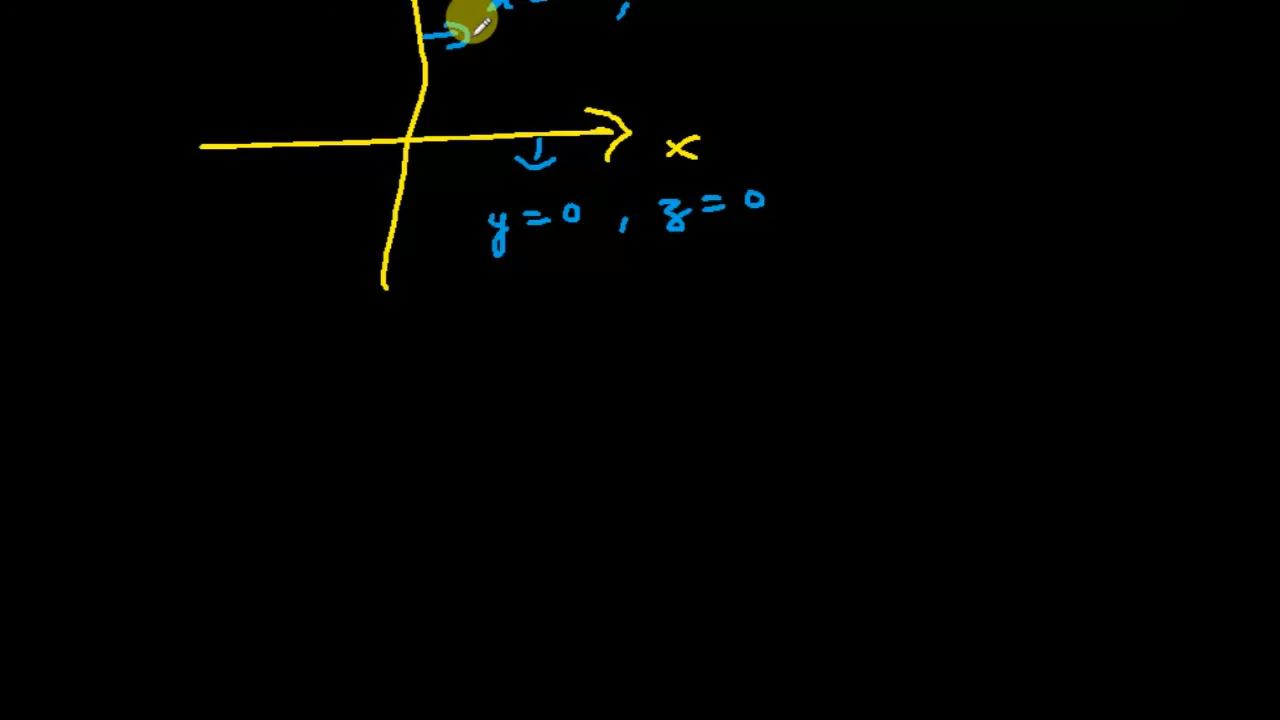 x
y = 0 , z = 0